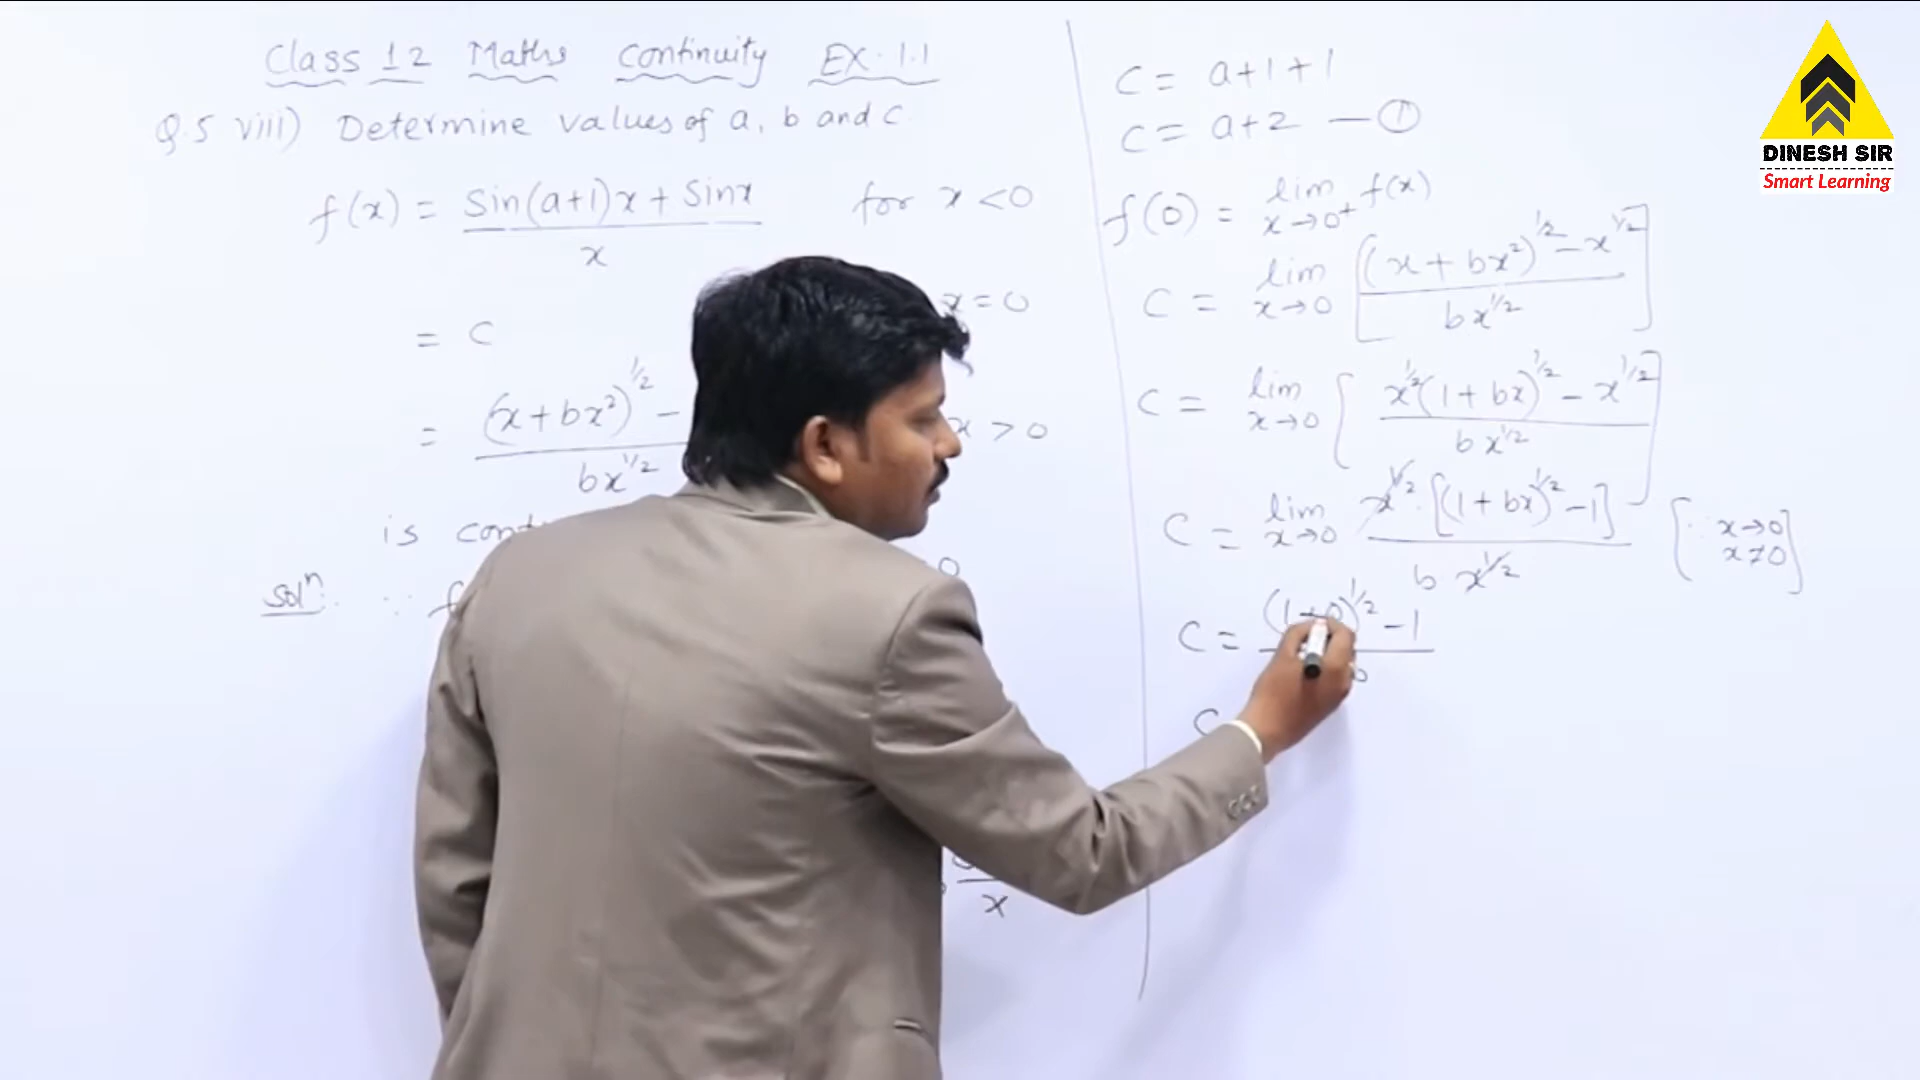 Class 12 Maths Continuity EX. 1.1
Q.5 viii) Determine values of a, b and c.
f(x) = Sin(a+1)x + Sinx / x for x < 0
= C x = 0
= (x + bx²)^1/2 − / bx^1/2 x > 0
is
Solⁿ: ∵ f
0
x
C = a+1+1
C = a+2 — ①
f(0) = lim x→0⁺ f(x)
C = lim x→0 [(x + bx²)^1/2 − x^1/2 / bx^1/2]
C = lim x→0 [x^1/2 (1 + bx)^1/2 − x^1/2 / bx^1/2]
C = lim x→0 x^1/2 · [(1 + bx)^1/2 − 1] / b x^1/2 [∵ x→0 x≠0]
C = (1+0)^1/2 − 1
C
DINESH SIR
Smart Learning